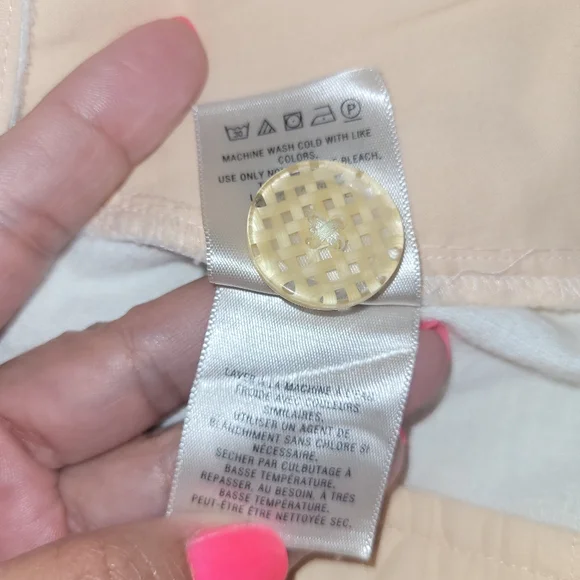 MACHINE WASH COLD WITH LIKE
COLORS.
USE ONLY BLEACH,
LAVER À LA MACHINE À
FROIDE AVEC COULEURS
SIMILAIRES.
UTILISER UN AGENT DE
BLANCHIMENT SANS CHLORE SI
NÉCESSAIRE.
SÉCHER PAR CULBUTAGE À
BASSE TEMPÉRATURE.
REPASSER, AU BESOIN, À TRÈS
BASSE TEMPÉRATURE.
PEUT-ÊTRE ÊTRE NETTOYÉE SEC.